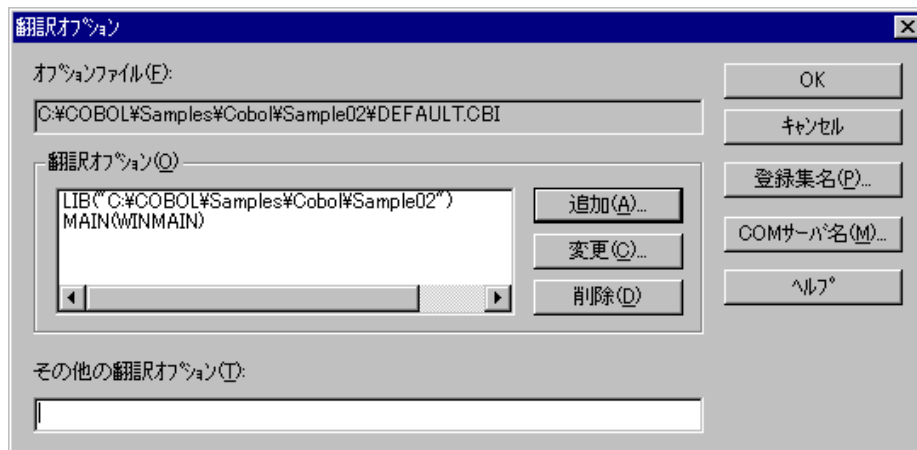 翻訳ｵﾌﾟｼｮﾝ
ｵﾌﾟｼｮﾝﾌｧｲﾙ(F):
C:¥COBOL¥Samples¥Cobol¥Sample02¥DEFAULT.CBI
翻訳ｵﾌﾟｼｮﾝ(O)
LIB("C:¥COBOL¥Samples¥Cobol¥Sample02")
MAIN(WINMAIN)
追加(A)...
変更(C)...
削除(D)
その他の翻訳ｵﾌﾟｼｮﾝ(T):
OK
ｷｬﾝｾﾙ
登録集名(P)...
COMｻｰﾊﾞ名(M)...
ﾍﾙﾌﾟ